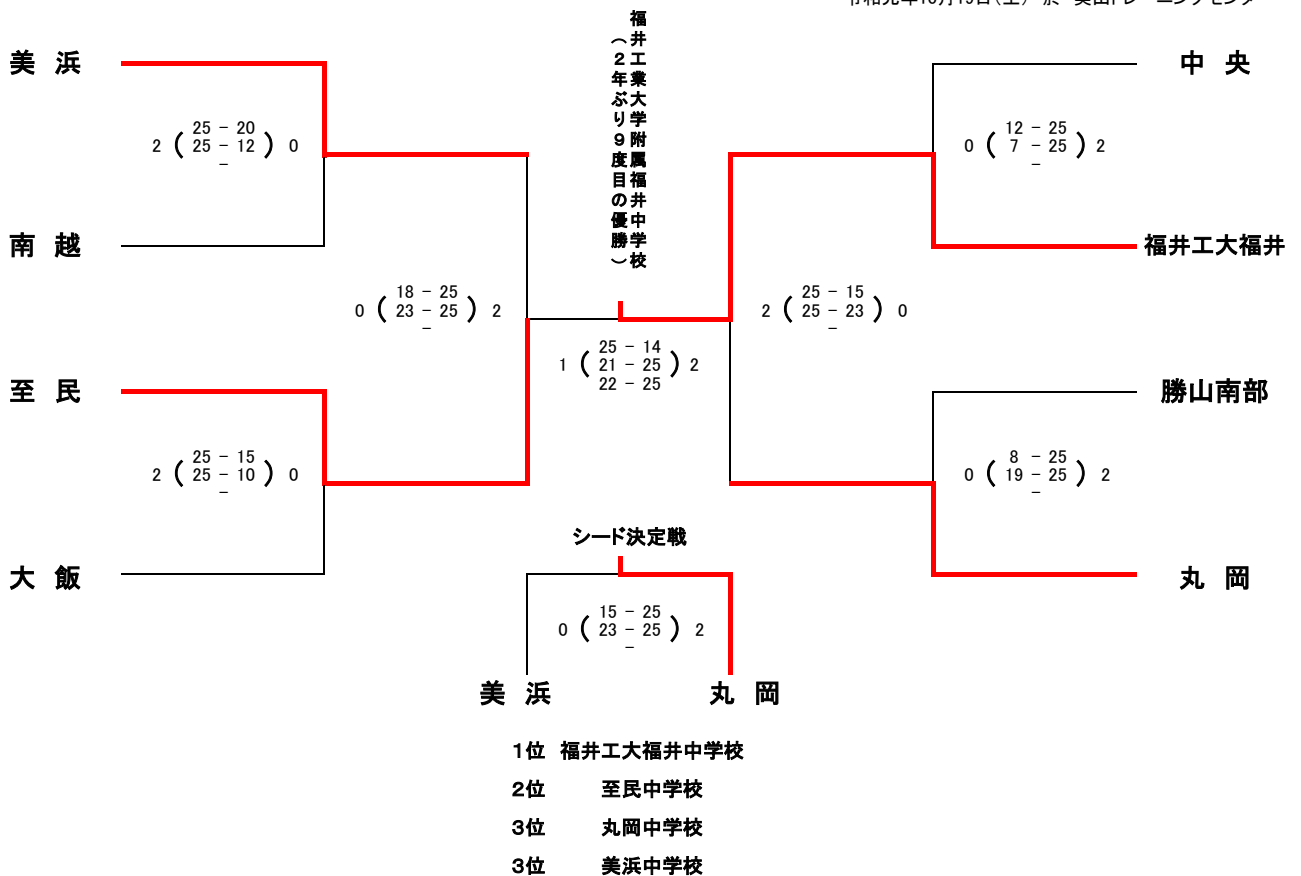 美 浜
2 ( 25 - 20 ) 0
25 - 12
-
南 越
0 ( 18 - 25 ) 2
23 - 25
-
至 民
2 ( 25 - 15 ) 0
25 - 10
-
大 飯
福井工業大学附属福井中学校
(2年ぶり9度目の優勝)
1 ( 25 - 14 ) 2
21 - 25
22 - 25
中 央
0 ( 12 - 25 ) 2
7 - 25
-
福井工大福井
2 ( 25 - 15 ) 0
25 - 23
-
勝山南部
0 ( 8 - 25 ) 2
19 - 25
-
丸 岡
シード決定戦
0 ( 15 - 25 ) 2
23 - 25
-
美 浜
丸 岡
1位 福井工大福井中学校
2位 至民中学校
3位 丸岡中学校
3位 美浜中学校